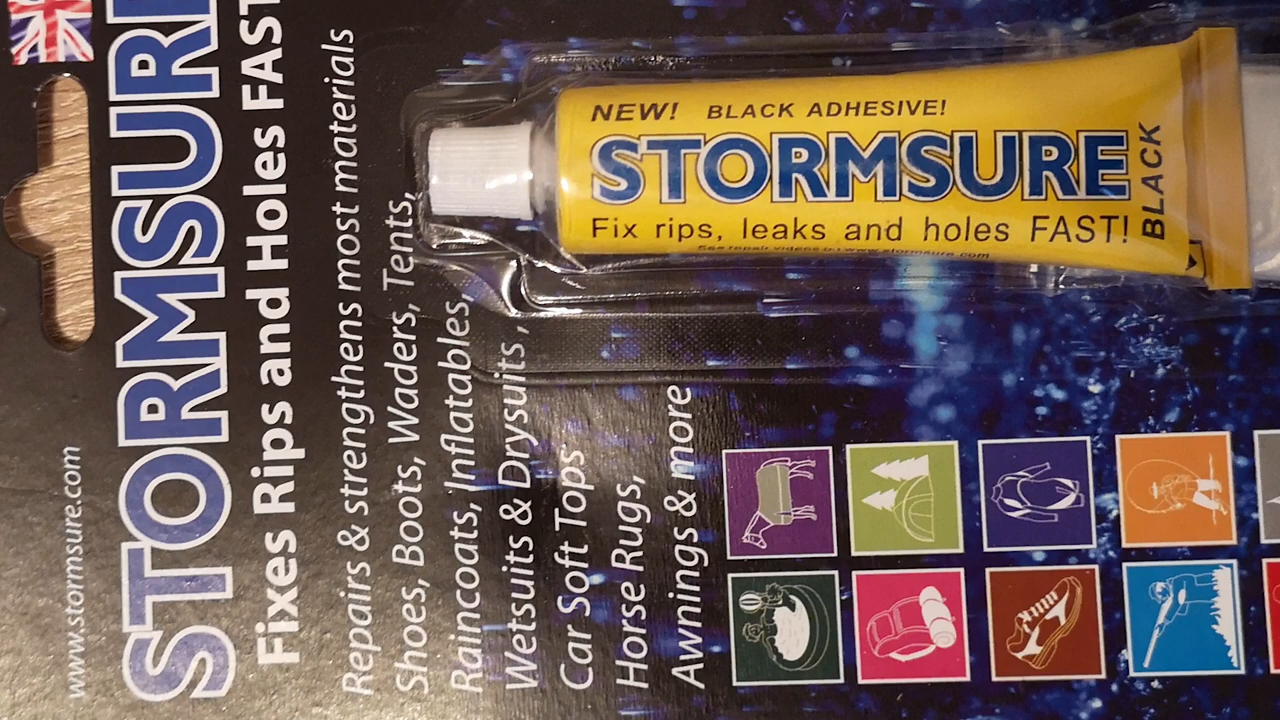 www.stormsure.com
STORMSURE
Fixes Rips and Holes FAST
Repairs & strengthens most materials
Shoes, Boots, Waders, Tents,
Raincoats, Inflatables,
Wetsuits & Drysuits,
Car Soft Tops
Horse Rugs,
Awnings & more
NEW! BLACK ADHESIVE!
STORMSURE
Fix rips, leaks and holes FAST!
BLACK